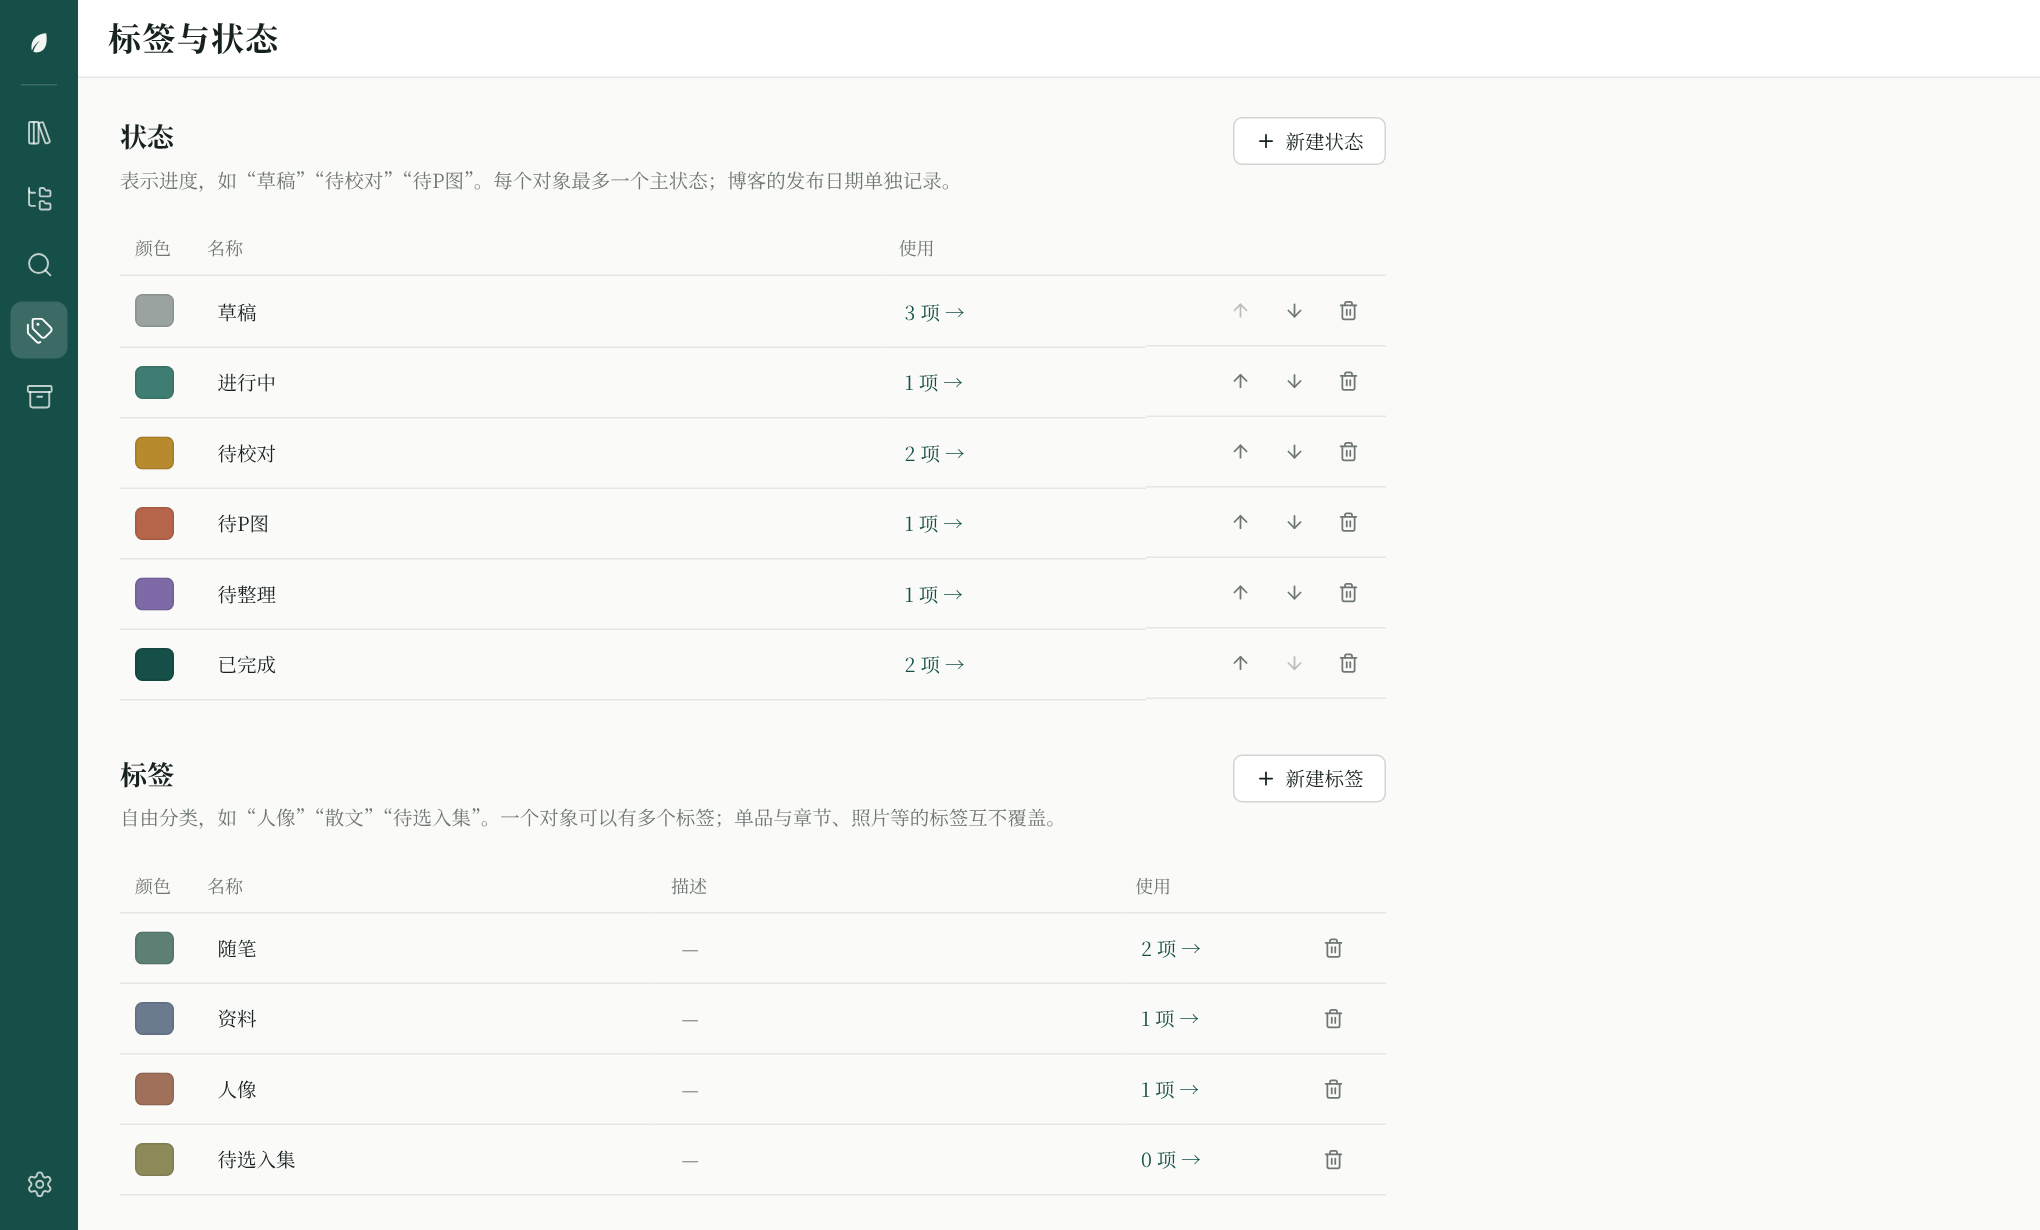 标签与状态
状态
新建状态
表示进度，如“草稿”“待校对”“待P图”。每个对象最多一个主状态；博客的发布日期单独记录。
颜色 名称 使用
草稿 3 项→
进行中 1 项→
待校对 2 项→
待P图 1 项→
待整理 1 项→
已完成 2 项→
标签
新建标签
自由分类，如“人像”“散文”“待选入集”。一个对象可以有多个标签；单品与章节、照片等的标签互不覆盖。
颜色 名称 描述 使用
随笔 — 2 项→
资料 — 1 项→
人像 — 1 项→
待选入集 — 0 项→